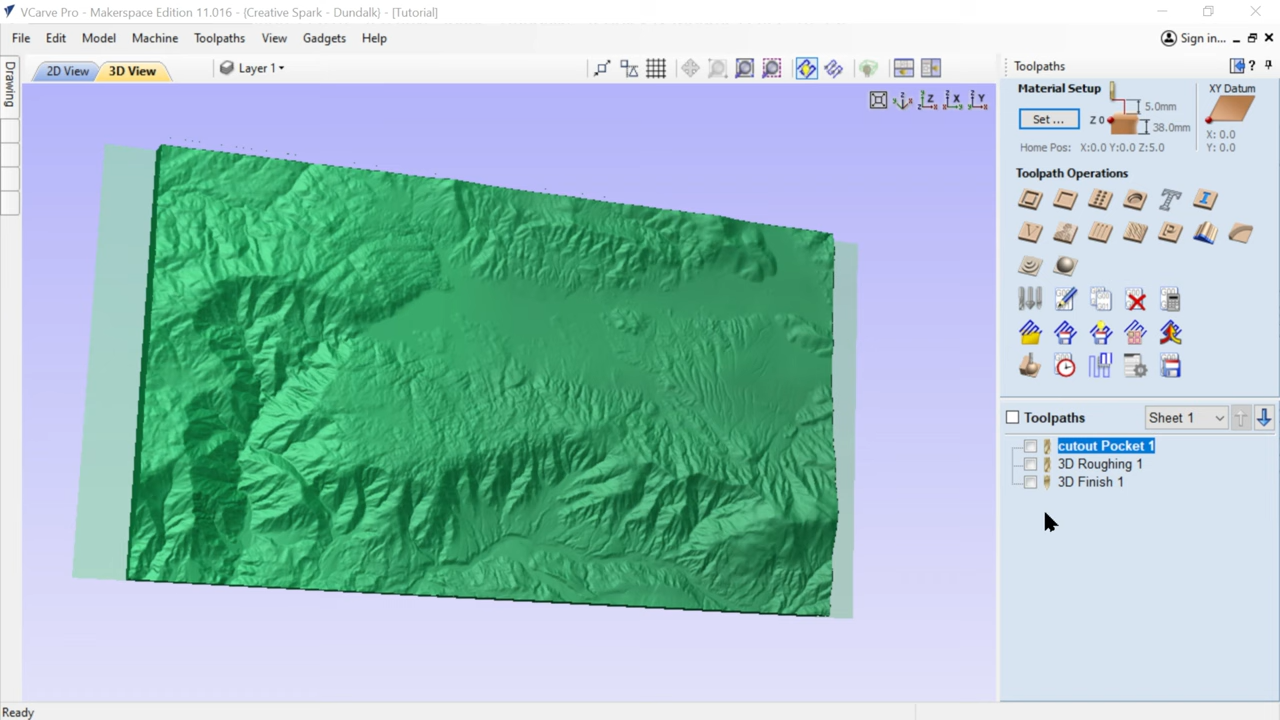 VCarve Pro - Makerspace Edition 11.016 - {Creative Spark - Dundalk} - [Tutorial]
File Edit Model Machine Toolpaths View Gadgets Help
Sign in...
2D View 3D View Layer 1
Drawing
Toolpaths
Material Setup
Set ...
Z 0
5.0mm
38.0mm
XY Datum
X: 0.0
Y: 0.0
Home Pos: X:0.0 Y:0.0 Z:5.0
Toolpath Operations
Toolpaths Sheet 1
cutout Pocket 1
3D Roughing 1
3D Finish 1
Ready